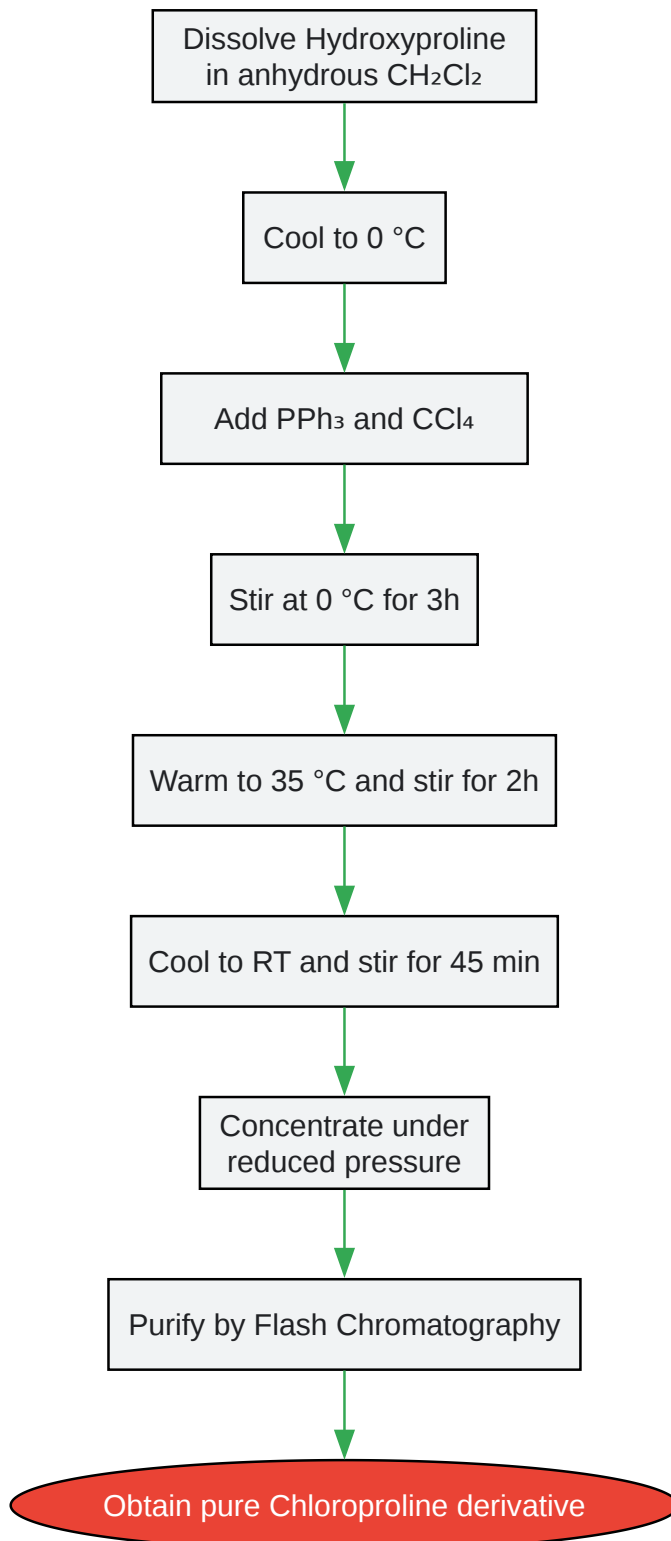 Dissolve Hydroxyproline
in anhydrous CH₂Cl₂
Cool to 0 °C
Add PPh₃ and CCl₄
Stir at 0 °C for 3h
Warm to 35 °C and stir for 2h
Cool to RT and stir for 45 min
Concentrate under
reduced pressure
Purify by Flash Chromatography
Obtain pure Chloroproline derivative